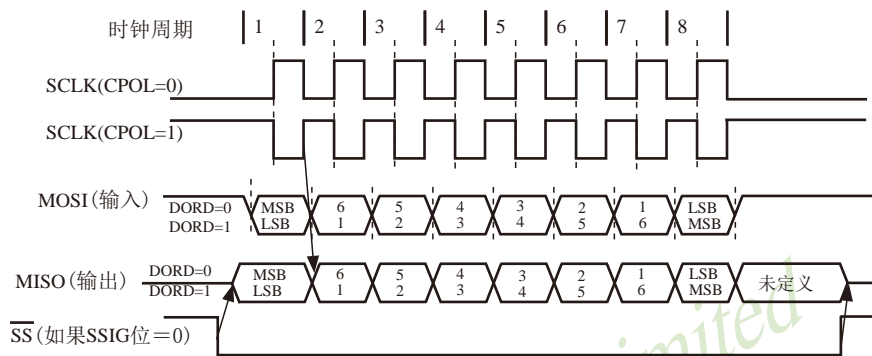 时钟周期 1 2 3 4 5 6 7 8
SCLK(CPOL=0)
SCLK(CPOL=1)
MOSI(输入) DORD=0 MSB 6 5 4 3 2 1 LSB
DORD=1 LSB 1 2 3 4 5 6 MSB
MISO(输出) DORD=0 MSB 6 5 4 3 2 1 LSB 未定义
DORD=1 LSB 1 2 3 4 5 6 MSB
SS(如果SSIG位=0)
imited